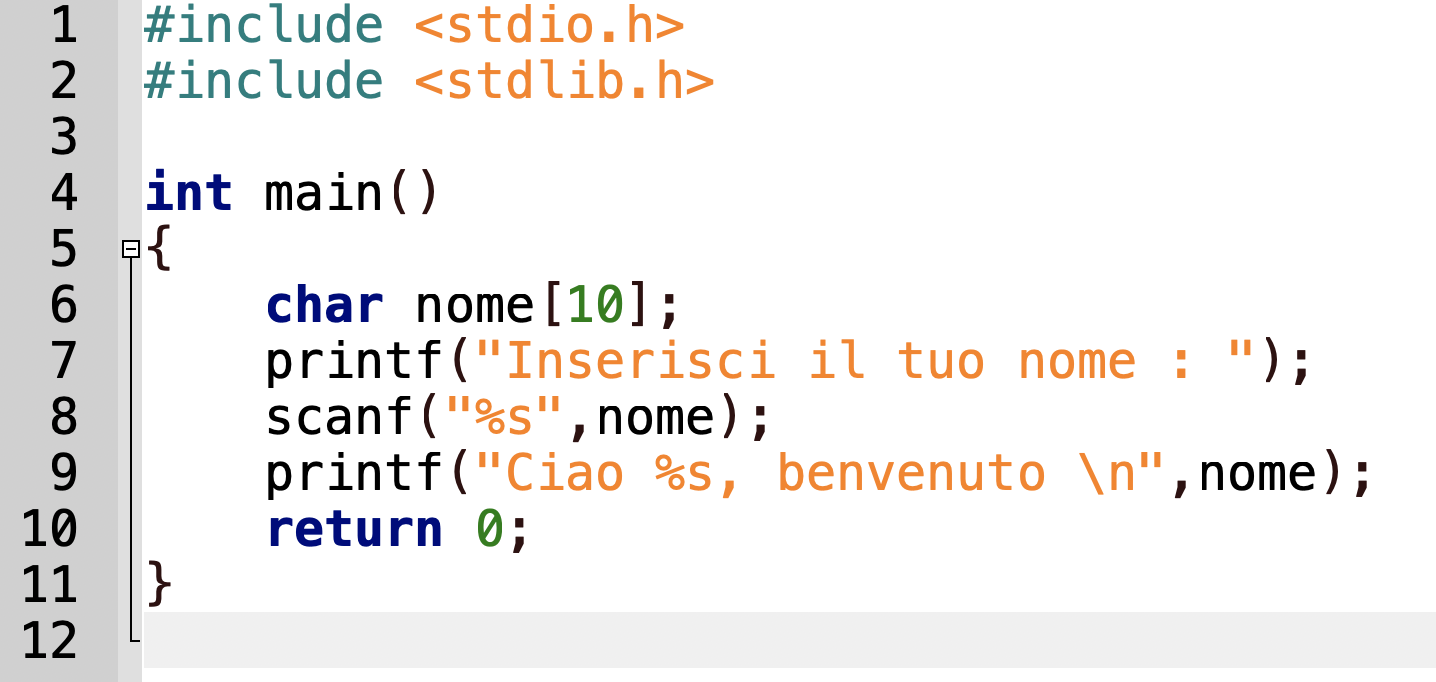 1 #include <stdio.h>
2 #include <stdlib.h>
3
4 int main()
5 {
6     char nome[10];
7     printf("Inserisci il tuo nome : ");
8     scanf("%s",nome);
9     printf("Ciao %s, benvenuto \n",nome);
10     return 0;
11 }
12